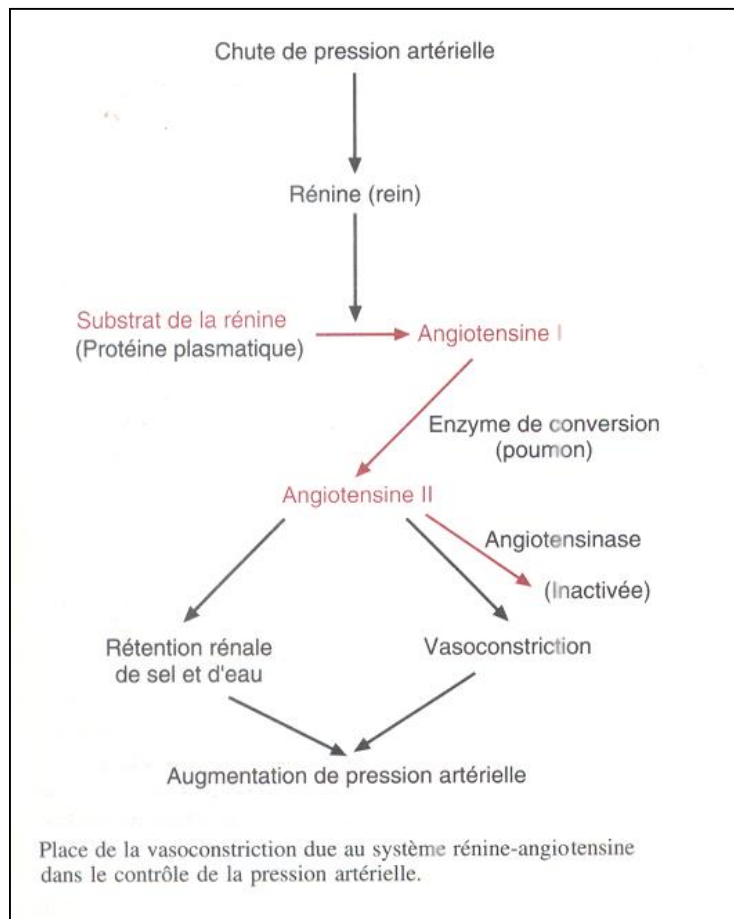 Chute de pression artérielle
Rénine (rein)
Substrat de la rénine
(Protéine plasmatique)
Angiotensine I
Enzyme de conversion
(poumon)
Angiotensine II
Angiotensinase
(Inactivée)
Rétention rénale
de sel et d'eau
Vasoconstriction
Augmentation de pression artérielle
Place de la vasoconstriction due au système rénine-angiotensine
dans le contrôle de la pression artérielle.